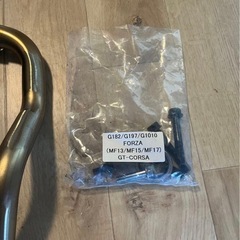 G182/G197/G1010
FORZA
(MF13/MF15/MF17)
GT-CORSA